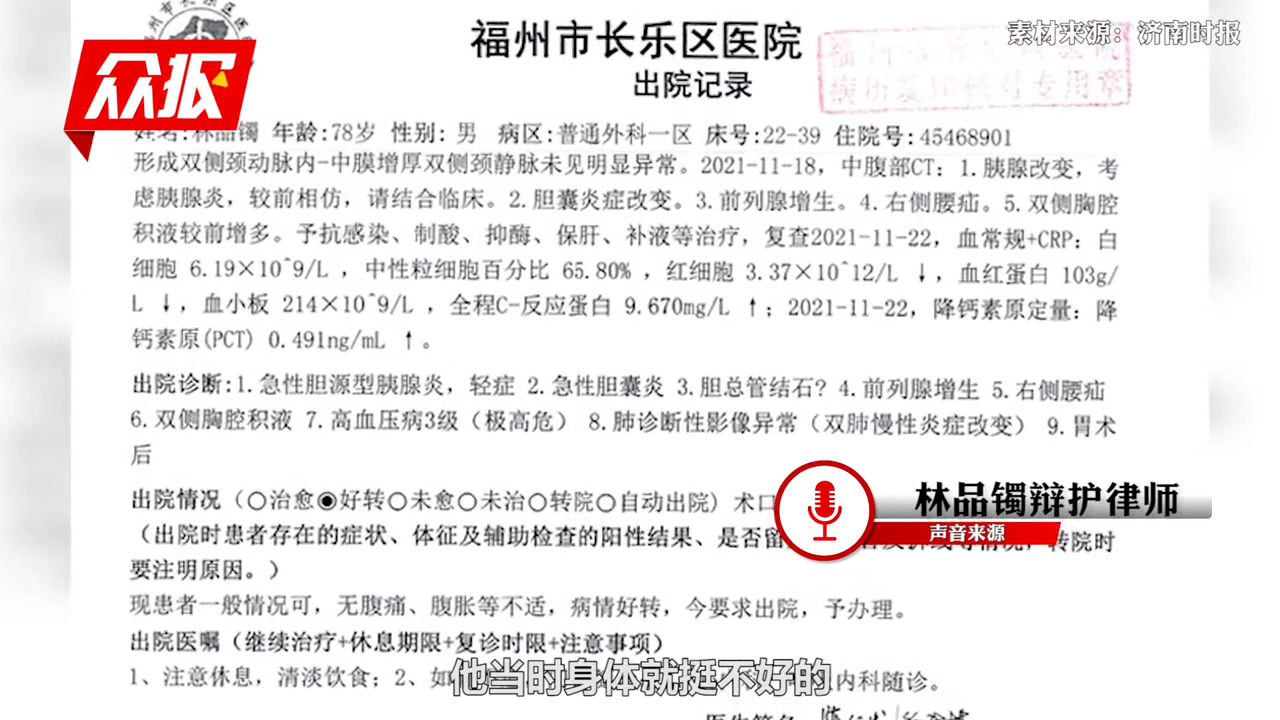 素材来源：济南时报
众报
福州市长乐区医院
出院记录
姓名:林品镯 年龄:78岁 性别: 男 病区:普通外科一区 床号:22-39 住院号:45468901
形成双侧颈动脉内-中膜增厚双侧颈静脉未见明显异常。2021-11-18，中腹部CT：1.胰腺改变，考
虑胰腺炎，较前相仿，请结合临床。2.胆囊炎症改变。3.前列腺增生。4.右侧腰疝。5.双侧胸腔
积液较前增多。予抗感染、制酸、抑酶、保肝、补液等治疗，复查2021-11-22，血常规+CRP：白
细胞 6.19×10^9/L ，中性粒细胞百分比 65.80% ，红细胞 3.37×10^12/L ↓，血红蛋白 103g/
L ↓，血小板 214×10^9/L ，全程C-反应蛋白 9.670mg/L ↑；2021-11-22，降钙素原定量：降
钙素原(PCT) 0.491ng/mL ↑。
出院诊断:1.急性胆源型胰腺炎，轻症 2.急性胆囊炎 3.胆总管结石? 4.前列腺增生 5.右侧腰疝
6.双侧胸腔积液 7.高血压病3级（极高危） 8.肺诊断性影像异常（双肺慢性炎症改变） 9.胃术
后
出院情况（○治愈◉好转○未愈○未治○转院○自动出院）术口
（出院时患者存在的症状、体征及辅助检查的阳性结果、是否留
转院时
要注明原因。）
现患者一般情况可，无腹痛、腹胀等不适，病情好转，今要求出院，予办理。
出院医嘱（继续治疗+休息期限+复诊时限+注意事项）
1、注意休息，清淡饮食；2、如
内科随诊。
林品镯辩护律师
声音来源
他当时身体就挺不好的